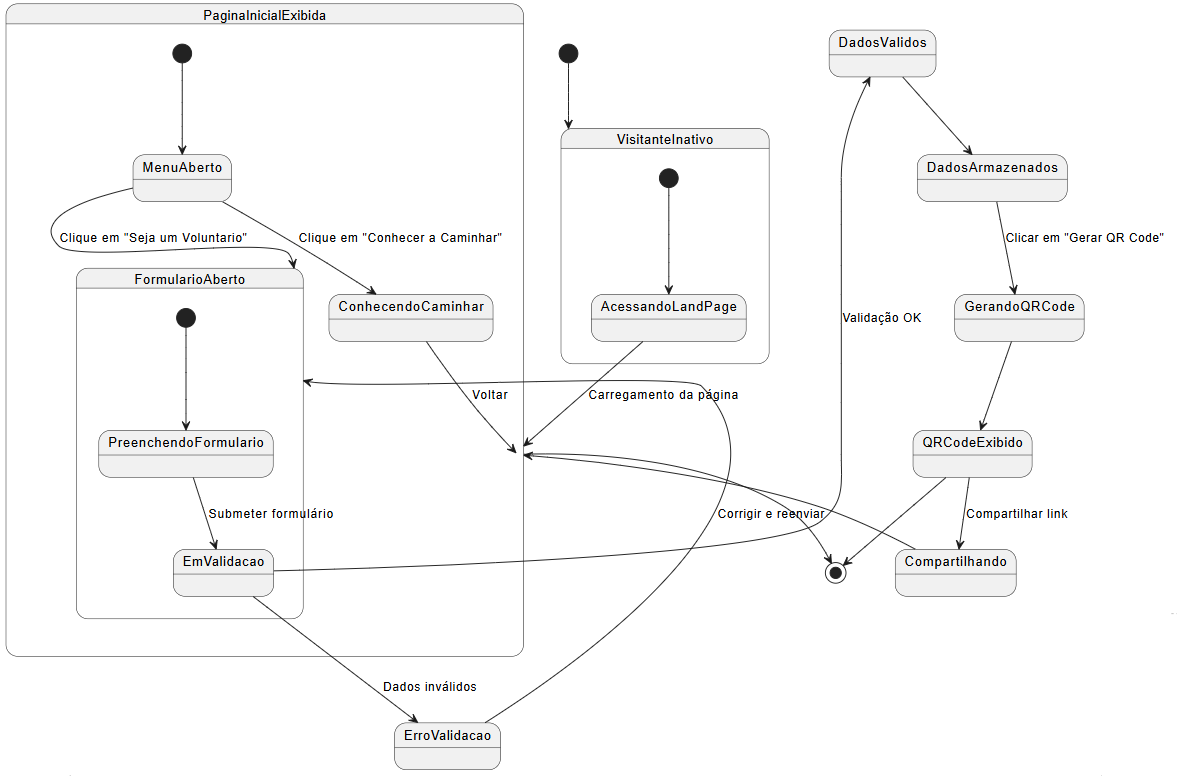 PaginaInicialExibida
DadosValidos
VisitanteInativo
MenuAberto
DadosArmazenados
Clique em "Seja um Voluntario"
Clique em "Conhecer a Caminhar"
Clicar em "Gerar QR Code"
FormularioAberto
ConhecendoCaminhar
AcessandoLandPage
GerandoQRCode
Validação OK
Voltar
Carregamento da página
PreenchendoFormulario
QRCodeExibido
Submeter formulário
Corrigir e reenviar
Compartilhar link
EmValidacao
Compartilhando
Dados inválidos
ErroValidacao